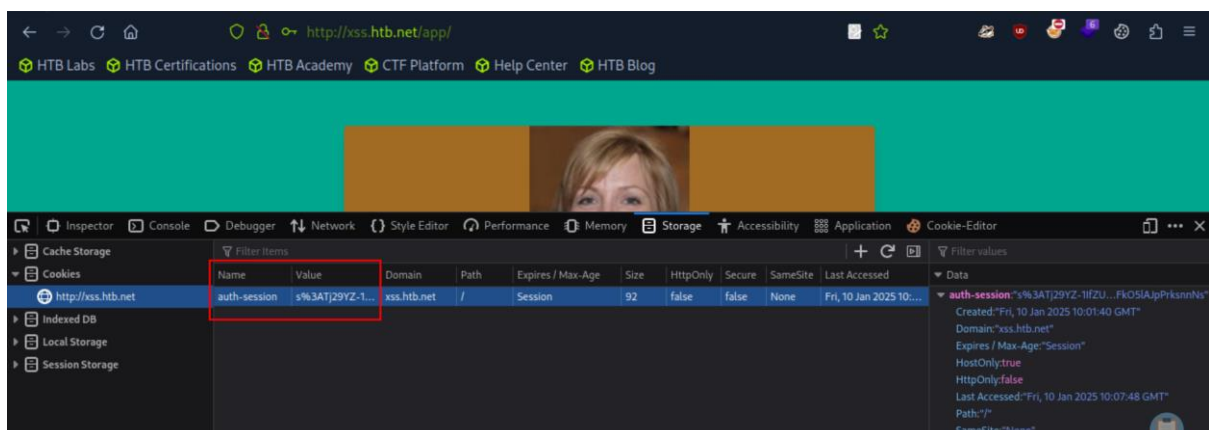 http://xss.htb.net/app/
HTB Labs HTB Certifications HTB Academy CTF Platform Help Center HTB Blog
Inspector Console Debugger Network Style Editor Performance Memory Storage Accessibility Application Cookie-Editor
Cache Storage
Cookies
http://xss.htb.net
Indexed DB
Local Storage
Session Storage
Filter Items
Name Value Domain Path Expires / Max-Age Size HttpOnly Secure SameSite Last Accessed
auth-session s%3ATj29YZ-1... xss.htb.net / Session 92 false false None Fri, 10 Jan 2025 10:...
Filter values
Data
auth-session:"s%3ATj29YZ-1IfZU...FkO5lAJpPrksnnNs"
Created:"Fri, 10 Jan 2025 10:01:40 GMT"
Domain:"xss.htb.net"
Expires / Max-Age:"Session"
HostOnly:true
HttpOnly:false
Last Accessed:"Fri, 10 Jan 2025 10:07:48 GMT"
Path:"/"